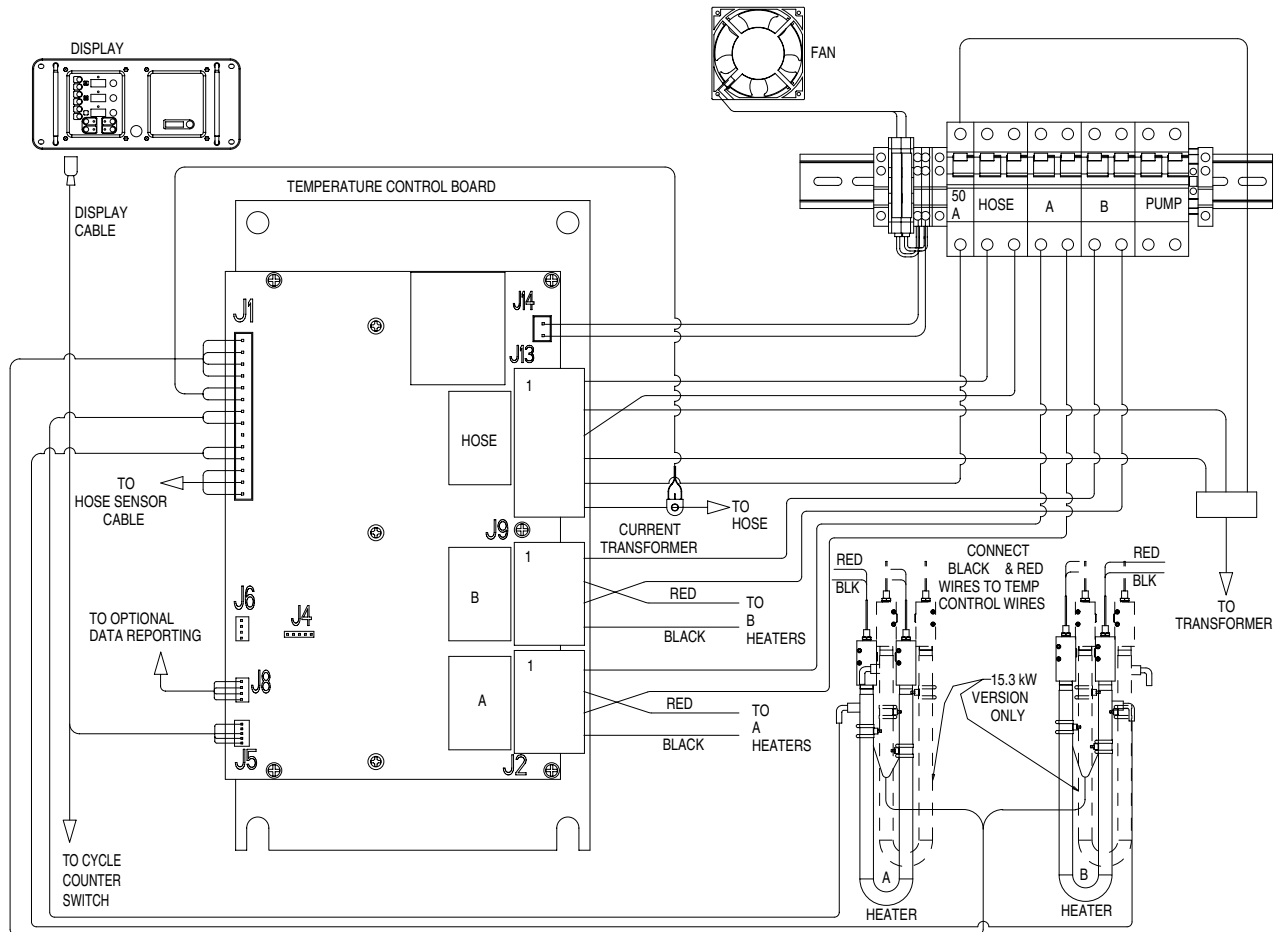 DISPLAY
FAN
DISPLAY
CABLE
TEMPERATURE CONTROL BOARD
50
A
HOSE
A
B
PUMP
J1
J14
J13
1
HOSE
TO
HOSE SENSOR
CABLE
TO
HOSE
CURRENT
TRANSFORMER
J9
1
B
RED
BLACK
TO
B
HEATERS
CONNECT
BLACK & RED
WIRES TO TEMP
CONTROL WIRES
RED
BLK
RED
BLK
TO
TRANSFORMER
J6
J4
TO OPTIONAL
DATA REPORTING
J8
J5
1
A
RED
BLACK
TO
A
HEATERS
J2
15.3 kW
VERSION
ONLY
TO CYCLE
COUNTER
SWITCH
A
HEATER
B
HEATER